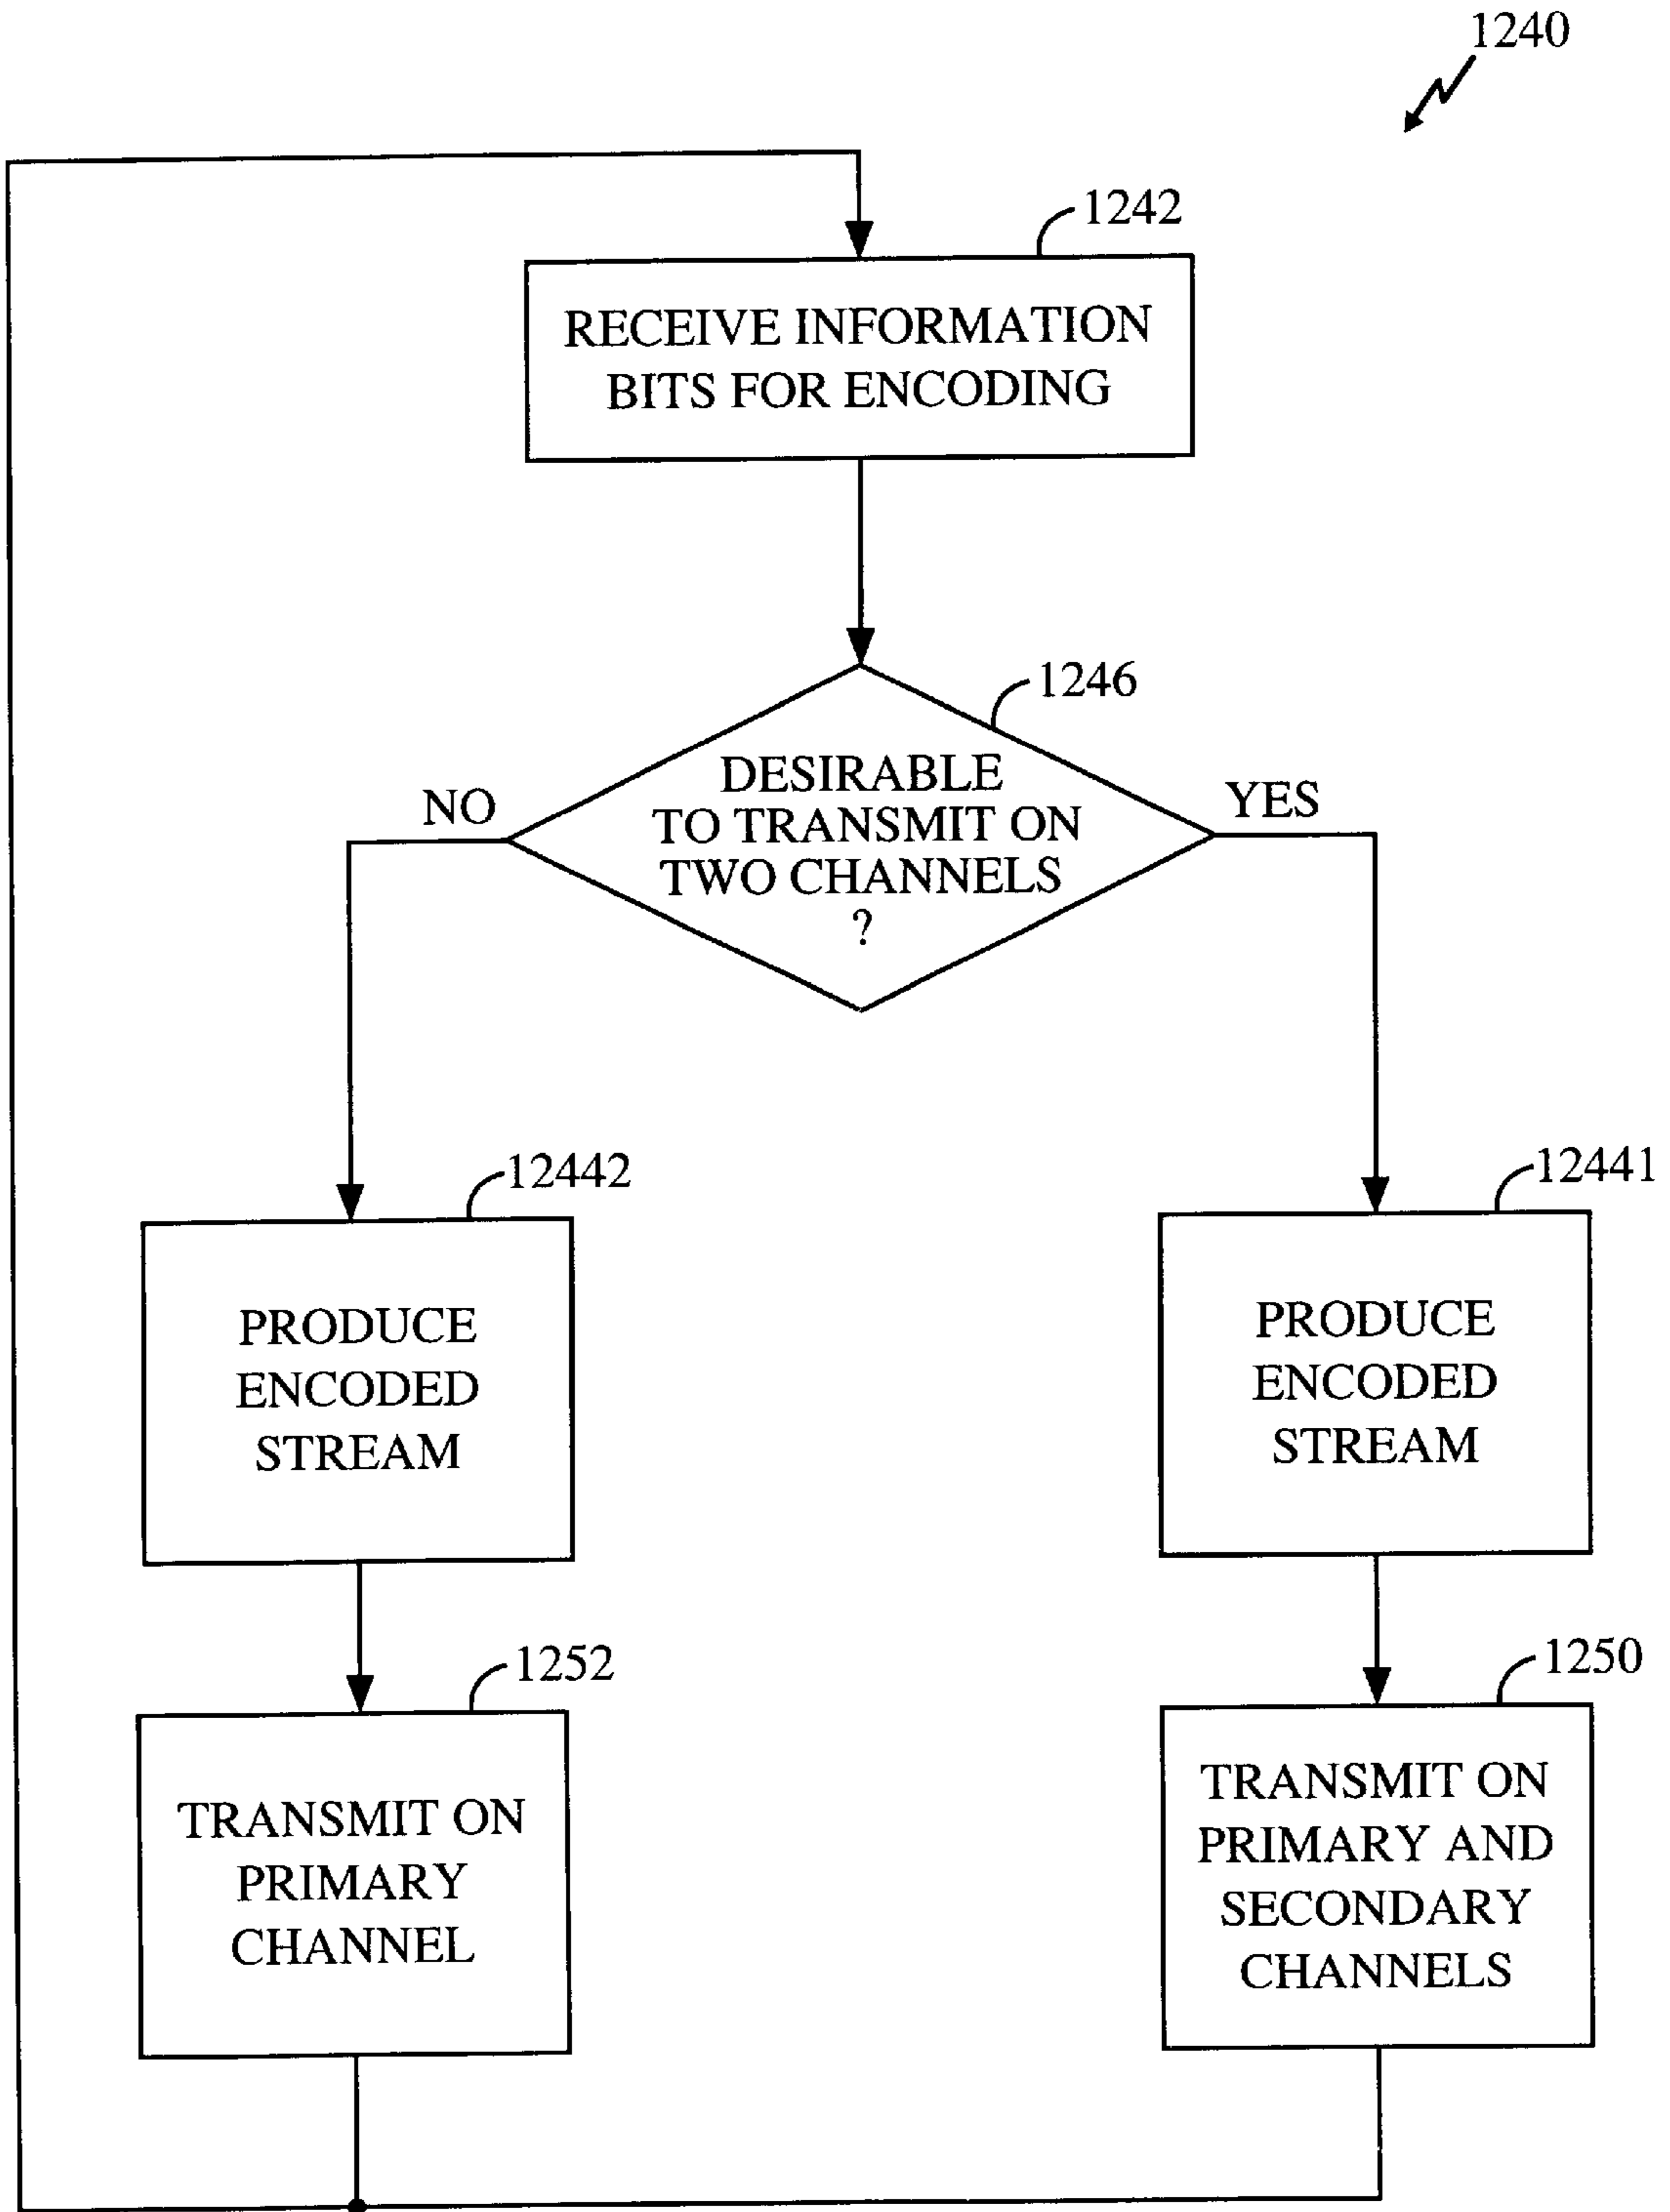 1240
1242
RECEIVE INFORMATION
BITS FOR ENCODING
1246
DESIRABLE
TO TRANSMIT ON
TWO CHANNELS
?
NO
YES
12442
PRODUCE
ENCODED
STREAM
12441
PRODUCE
ENCODED
STREAM
1252
TRANSMIT ON
PRIMARY
CHANNEL
1250
TRANSMIT ON
PRIMARY AND
SECONDARY
CHANNELS